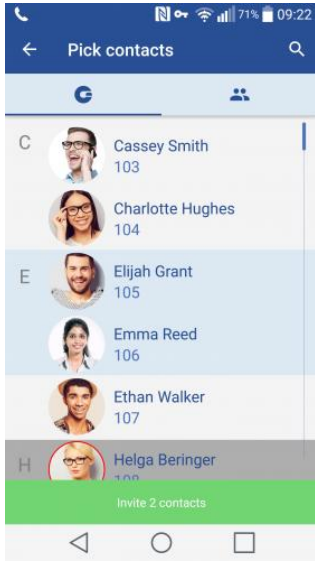 71% 09:22
Pick contacts
C
Cassey Smith
103
Charlotte Hughes
104
E
Elijah Grant
105
Emma Reed
106
Ethan Walker
107
H
Helga Beringer
108
Invite 2 contacts